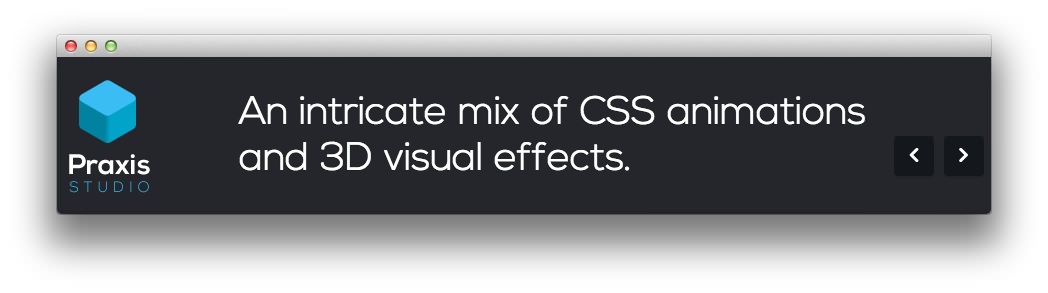 Praxis
STUDIO
An intricate mix of CSS animations
and 3D visual effects.